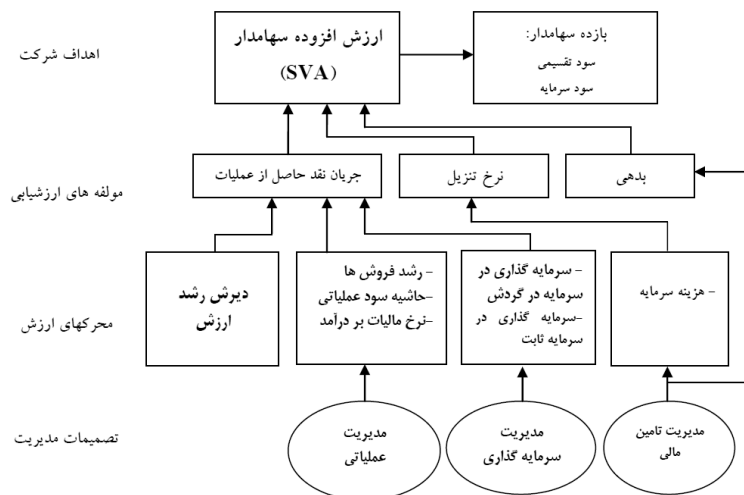 اهداف شرکت
ارزش افزوده سهامدار
(SVA)
بازده سهامدار:
سود تقسیمی
سود سرمایه
مولفه های ارزشیابی
جریان نقد حاصل از عملیات
نرخ تنزیل
بدهی
محرکهای ارزش
دیرش رشد
ارزش
– رشد فروش ها
–حاشیه سود عملیاتی
–نرخ مالیات بر درآمد
– سرمایه گذاری در
سرمایه در گردش
–سرمایه گذاری در
سرمایه ثابت
– هزینه سرمایه
تصمیمات مدیریت
مدیریت
عملیاتی
مدیریت
سرمایه گذاری
مدیریت تامین
مالی